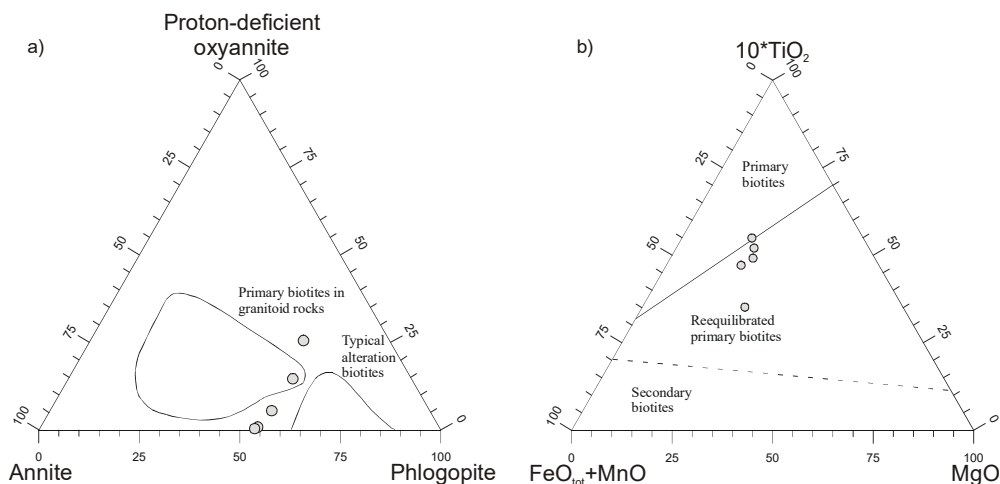 a)
Proton-deficient
oxyannite
0
100
25
75
50
50
75
25
100
0
Primary biotites in
granitoid rocks
Typical
alteration
biotites
0
25
50
75
100
Annite
Phlogopite
b)
10*TiO₂
0
100
25
75
50
50
75
25
100
0
Primary
biotites
Reequilibrated
primary biotites
Secondary
biotites
0
25
50
75
100
FeOtot+MnO
MgO